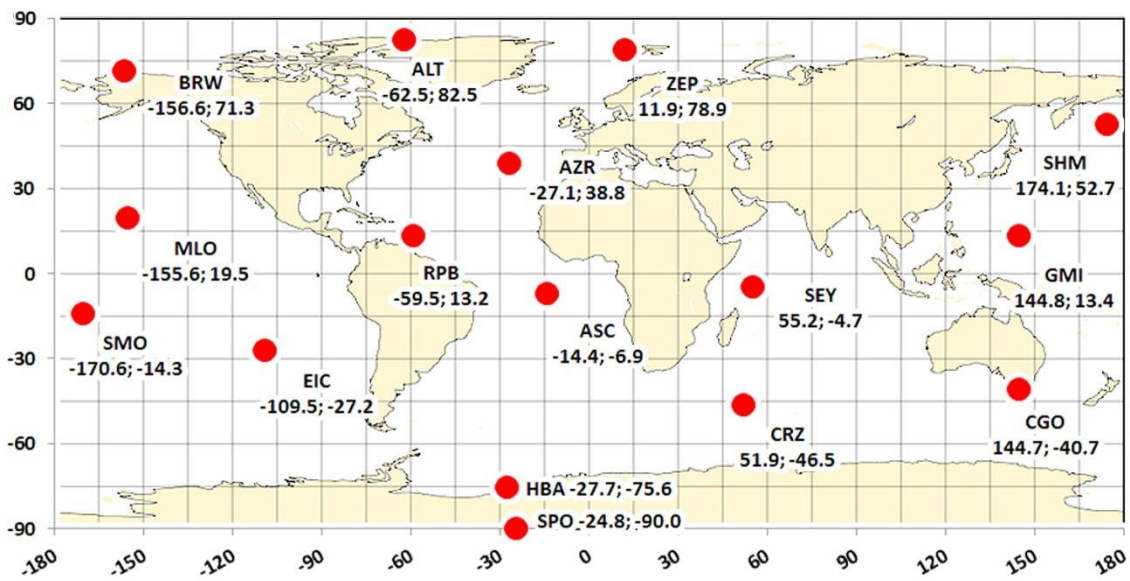 90
ALT
-62.5; 82.5
BRW
-156.6; 71.3
ZEP
11.9; 78.9
60
AZR
-27.1; 38.8
SHM
174.1; 52.7
30
MLO
-155.6; 19.5
RPB
-59.5; 13.2
GMI
144.8; 13.4
0
SEY
55.2; -4.7
ASC
-14.4; -6.9
SMO
-170.6; -14.3
-30
EIC
-109.5; -27.2
CRZ
51.9; -46.5
CGO
144.7; -40.7
-60
HBA -27.7; -75.6
SPO -24.8; -90.0
-90
-180 -150 -120 -90 -60 -30 0 30 60 90 120 150 180